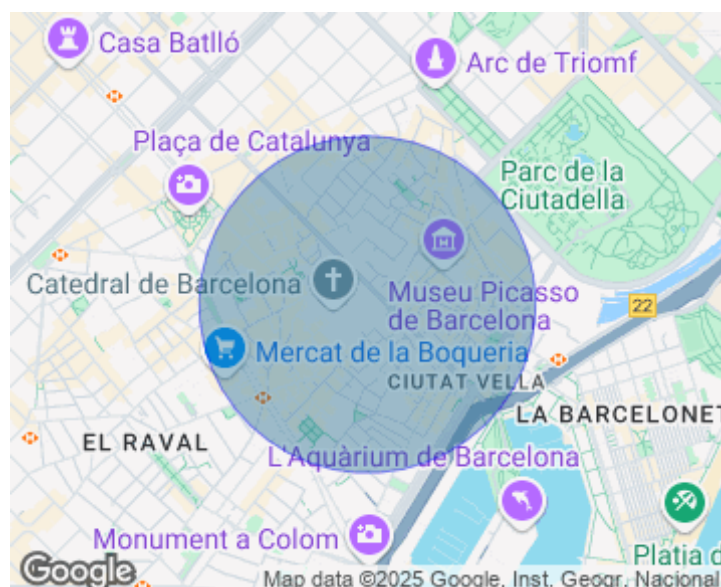 Casa Batlló
Arc de Triomf
Plaça de Catalunya
Parc de la
Ciutadella
Catedral de Barcelona
Museu Picasso
de Barcelona
22
Mercat de la Boqueria
CIUTAT VELLA
LA BARCELONET
EL RAVAL
L'Aquàrium de Barcelona
Monument a Colom
Platja d
Google
Map data ©2025 Google, Inst. Geogr. Nacional